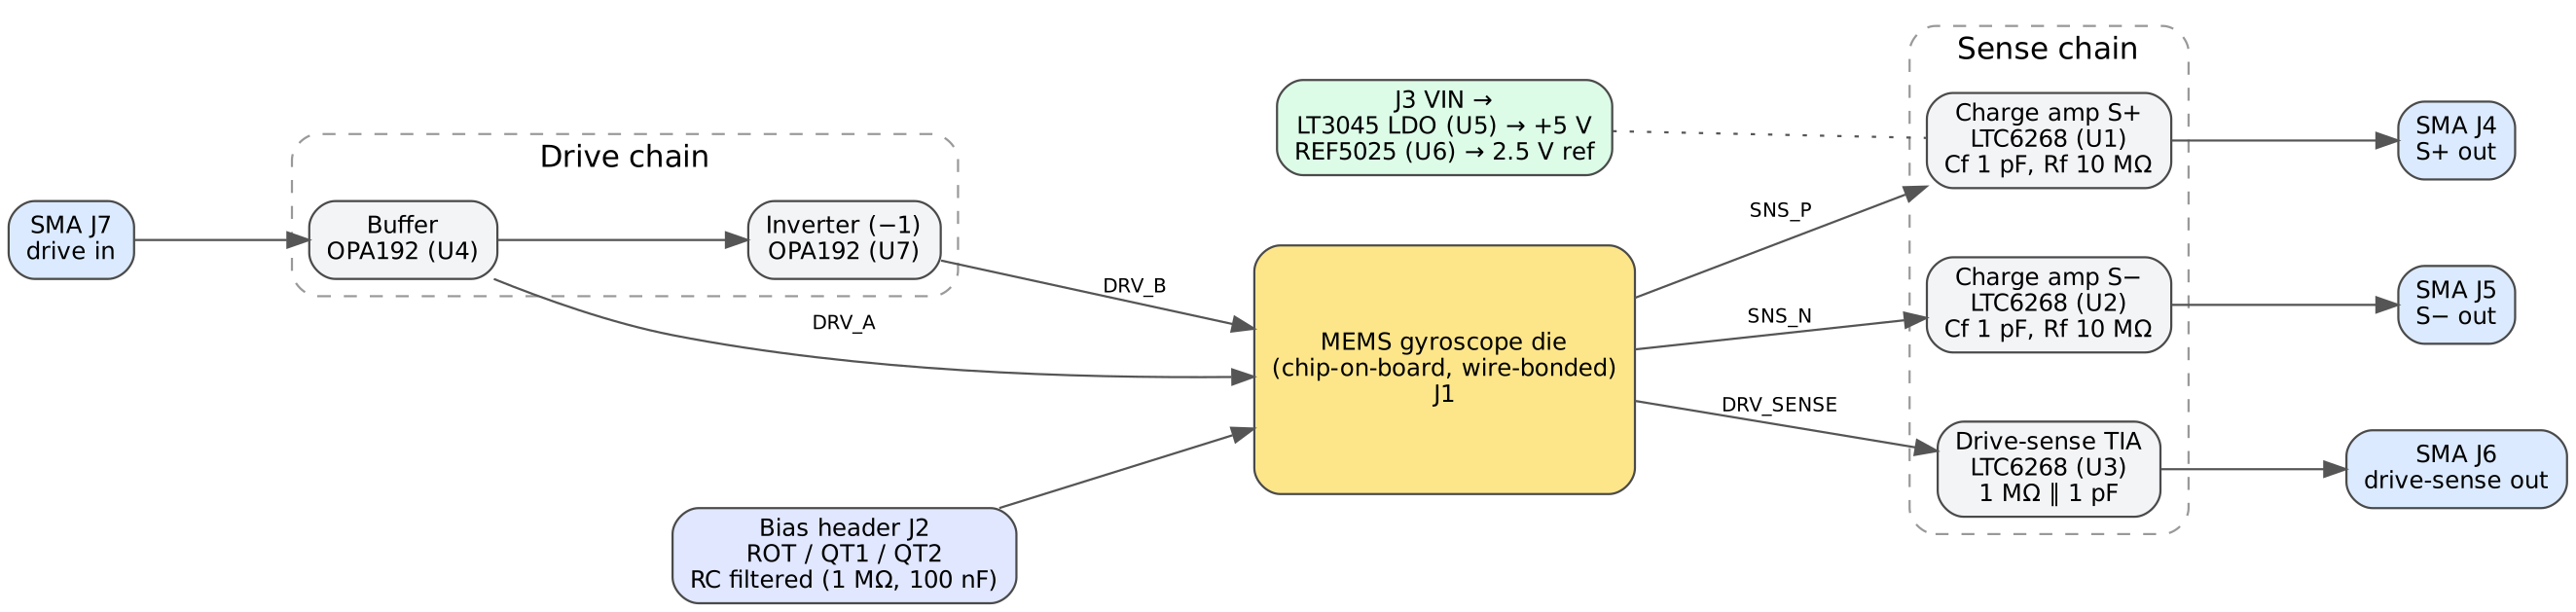 SMA J7
drive in
Drive chain
Buffer
OPA192 (U4)
Inverter (−1)
OPA192 (U7)
DRV_A
DRV_B
Bias header J2
ROT / QT1 / QT2
RC filtered (1 MΩ, 100 nF)
J3 VIN →
LT3045 LDO (U5) → +5 V
REF5025 (U6) → 2.5 V ref
MEMS gyroscope die
(chip-on-board, wire-bonded)
J1
SNS_P
SNS_N
DRV_SENSE
Sense chain
Charge amp S+
LTC6268 (U1)
Cf 1 pF, Rf 10 MΩ
Charge amp S−
LTC6268 (U2)
Cf 1 pF, Rf 10 MΩ
Drive-sense TIA
LTC6268 (U3)
1 MΩ ∥ 1 pF
SMA J4
S+ out
SMA J5
S− out
SMA J6
drive-sense out